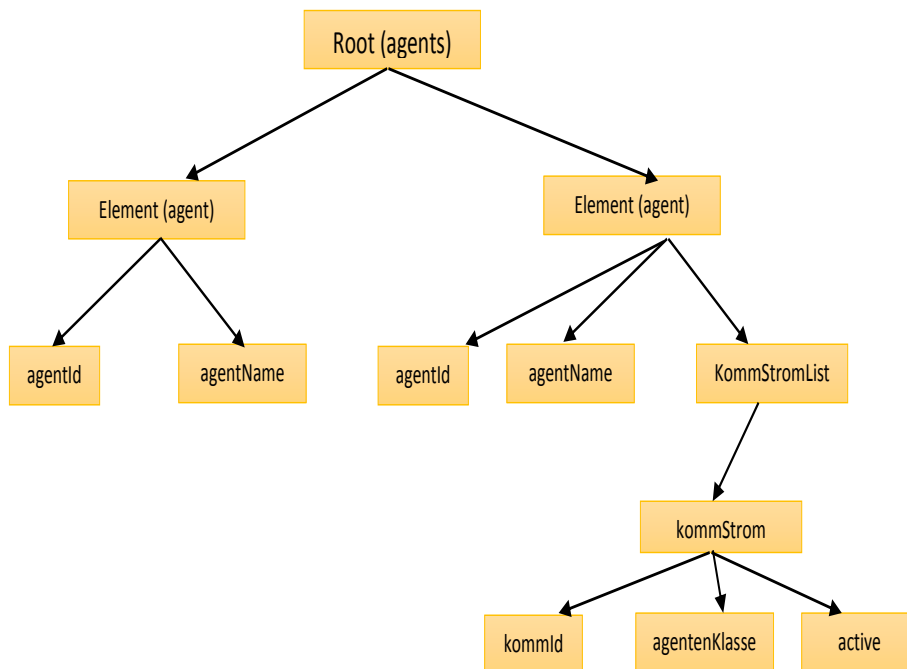 Root (agents)
Element (agent)
Element (agent)
agentId
agentName
agentId
agentName
KommStromList
kommStrom
kommId
agentenKlasse
active